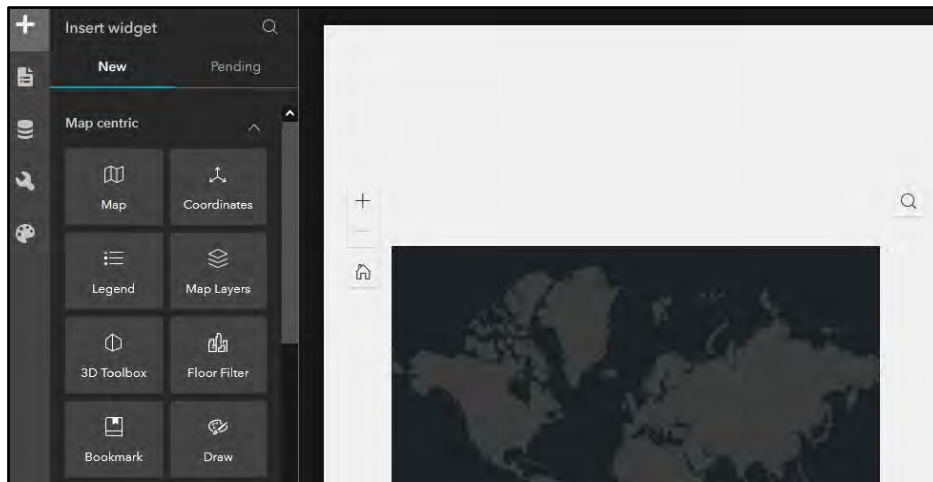 Insert widget
New Pending
Map centric
Map Coordinates
Legend Map Layers
3D Toolbox Floor Filter
Bookmark Draw